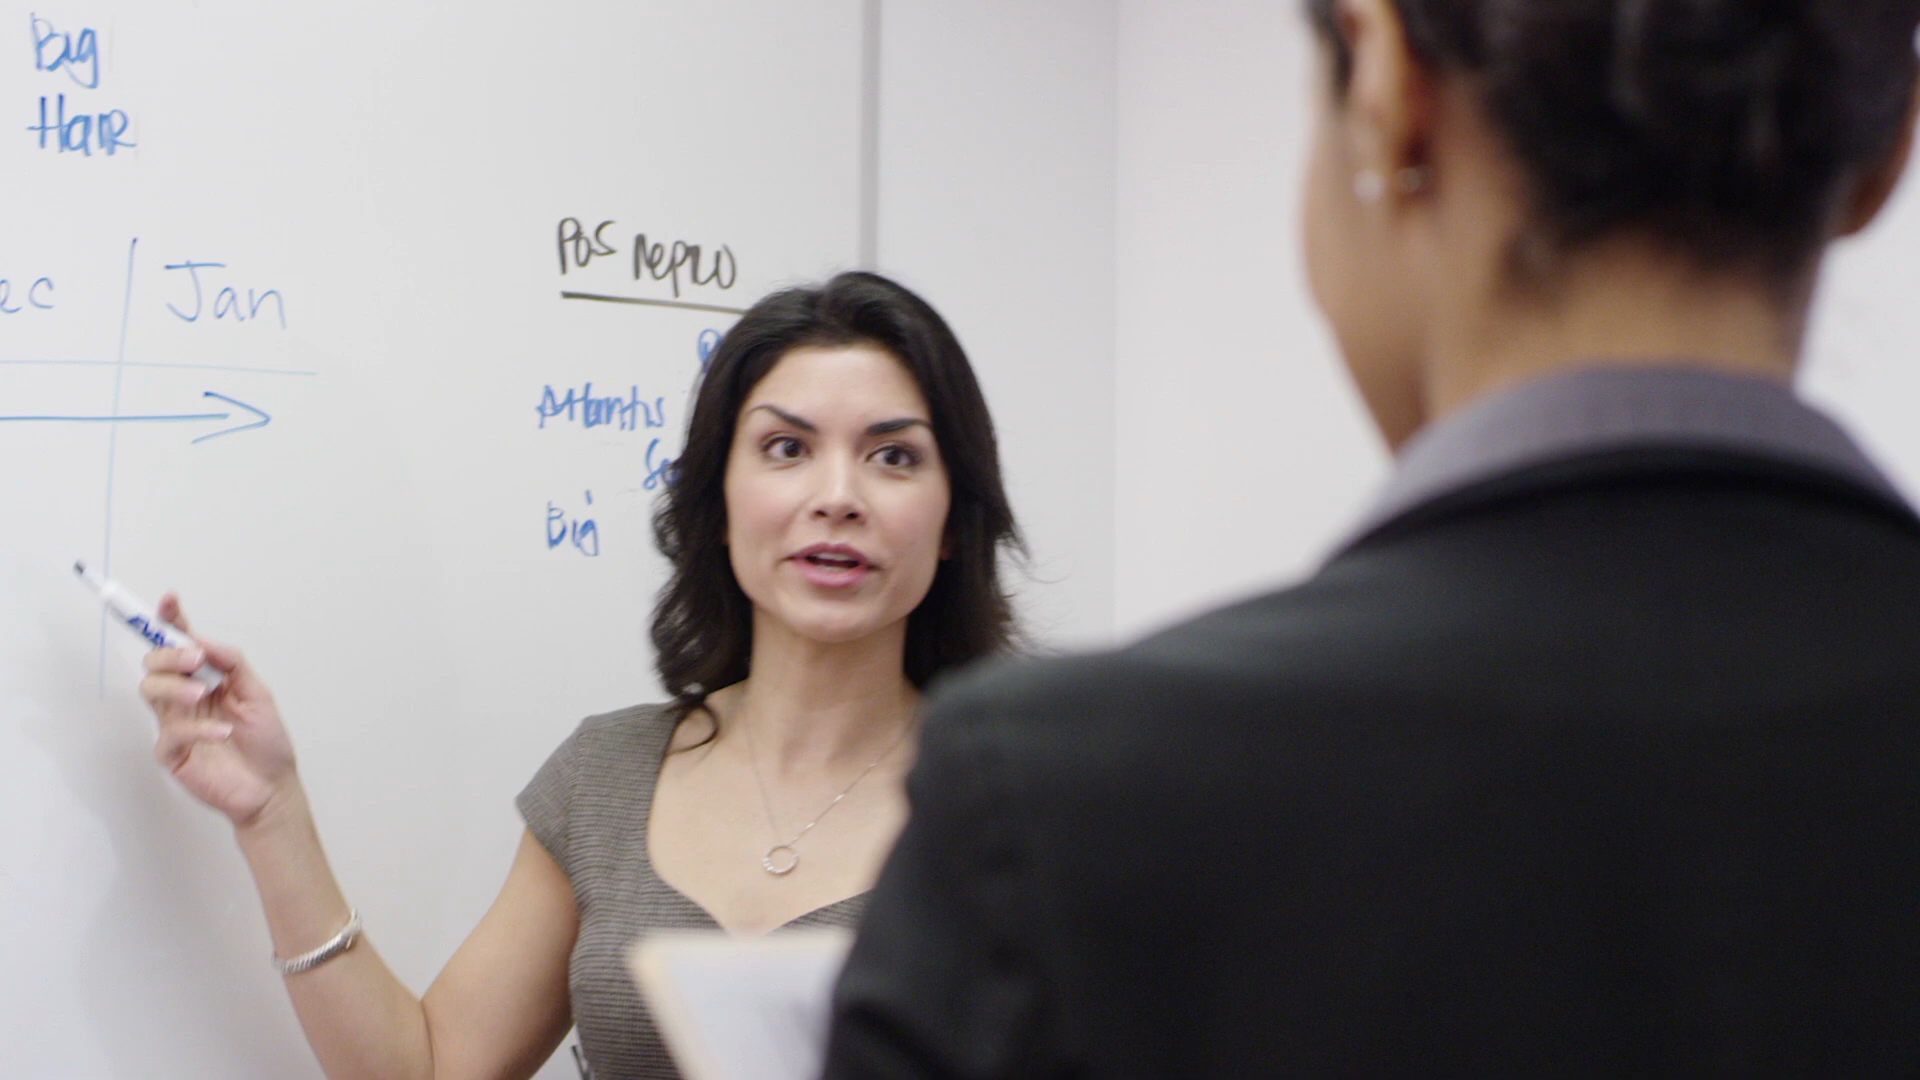 Big
Hair
ec Jan
Pos repro
Atlantis
Big